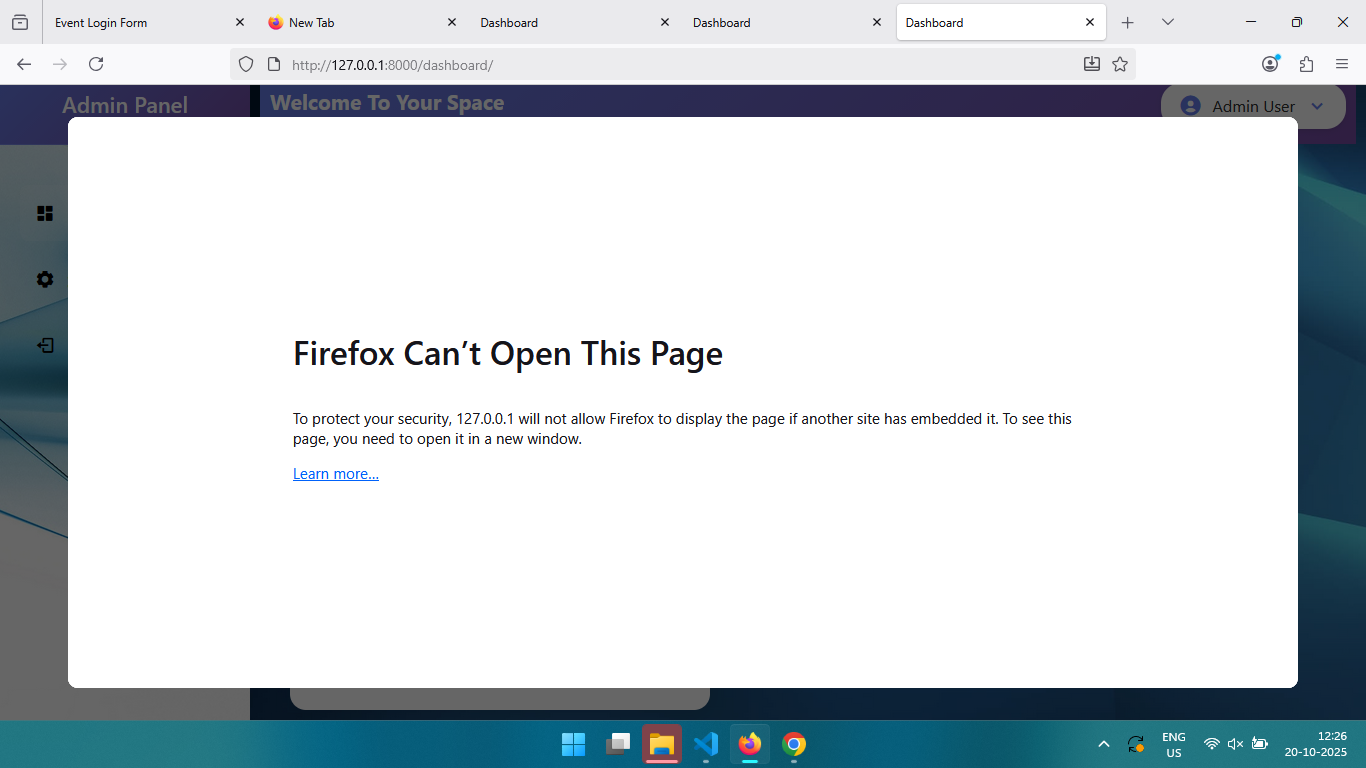 Event Login Form
New Tab
Dashboard
Dashboard
Dashboard
http://127.0.0.1:8000/dashboard/
Admin Panel
Welcome To Your Space
Admin User
Firefox Can’t Open This Page
To protect your security, 127.0.0.1 will not allow Firefox to display the page if another site has embedded it. To see this
page, you need to open it in a new window.
Learn more…
ENG
US
12:26
20-10-2025